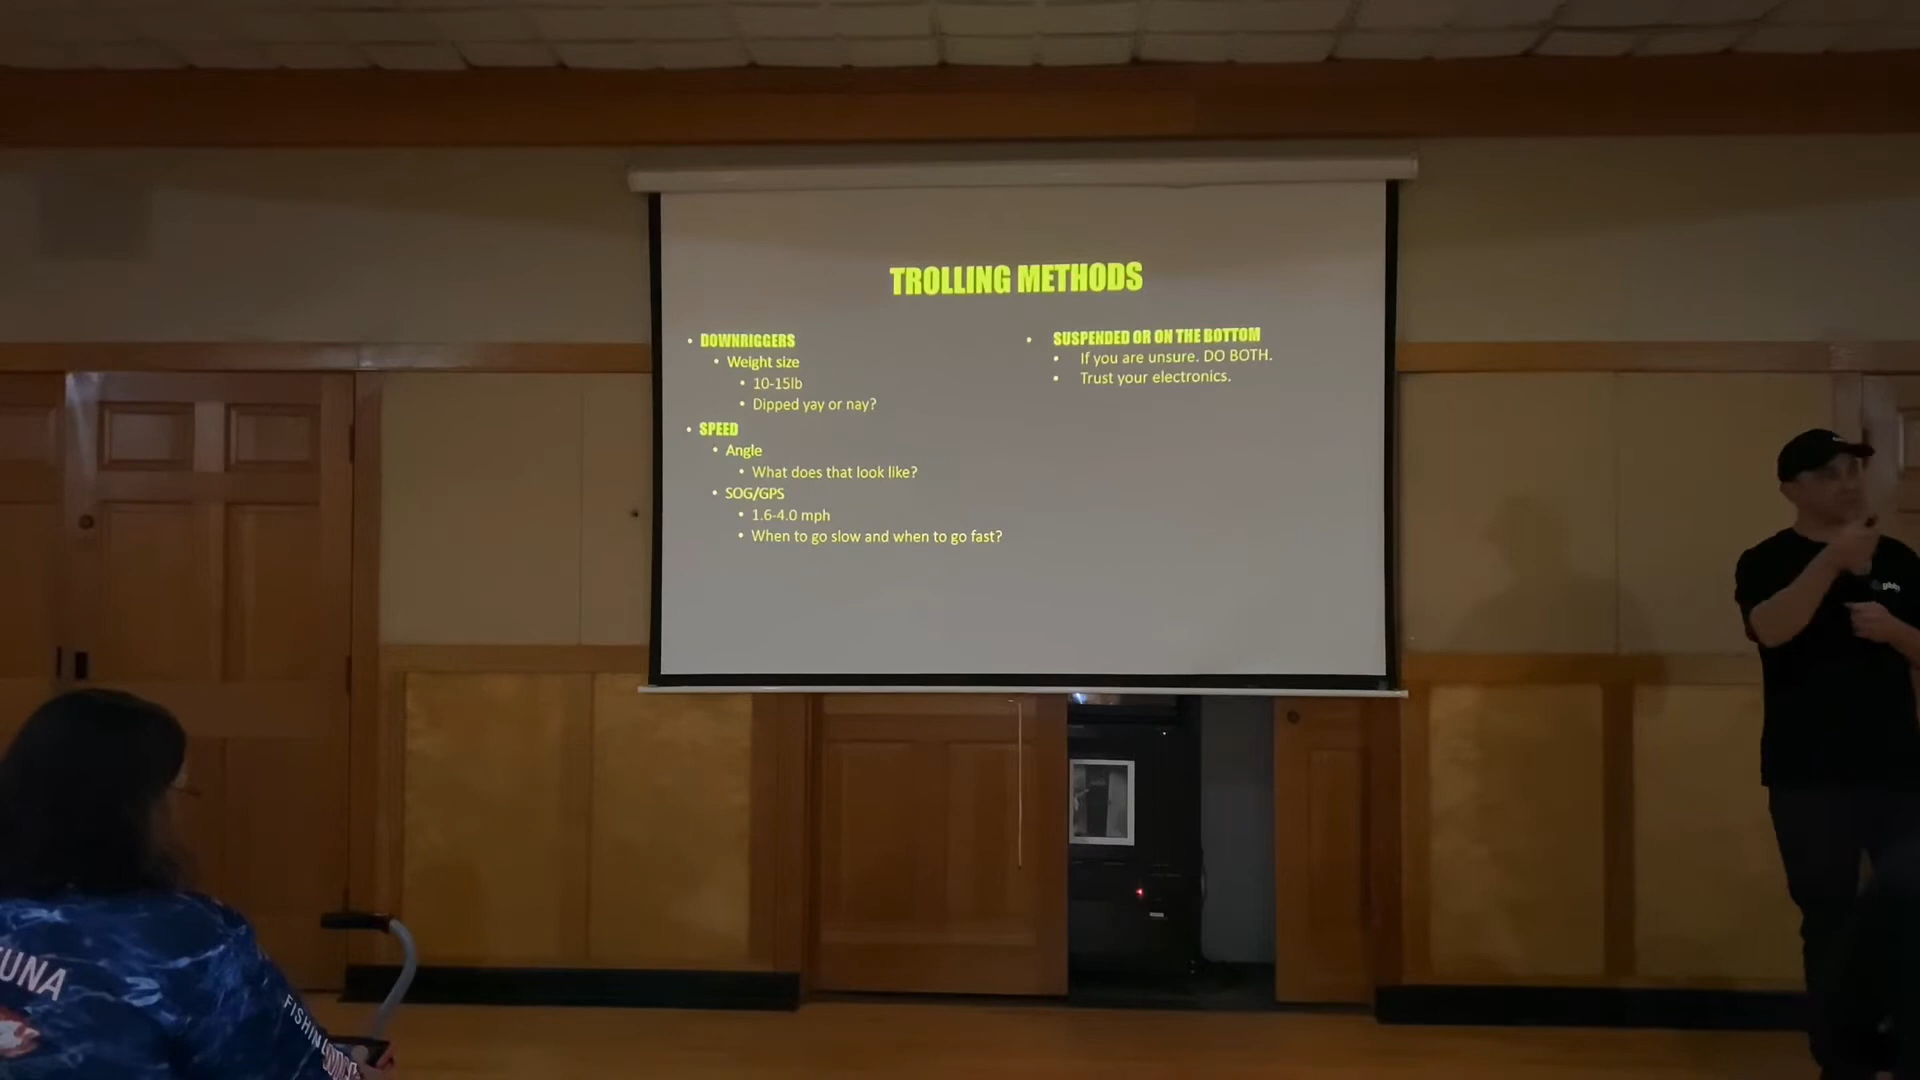 TROLLING METHODS
• DOWNRIGGERS
• Weight size
• 10-15lb
• Dipped yay or nay?
• SPEED
• Angle
• What does that look like?
• SOG/GPS
• 1.6-4.0 mph
• When to go slow and when to go fast?
• SUSPENDED OR ON THE BOTTOM
• If you are unsure. DO BOTH.
• Trust your electronics.
UNA
FISHIN